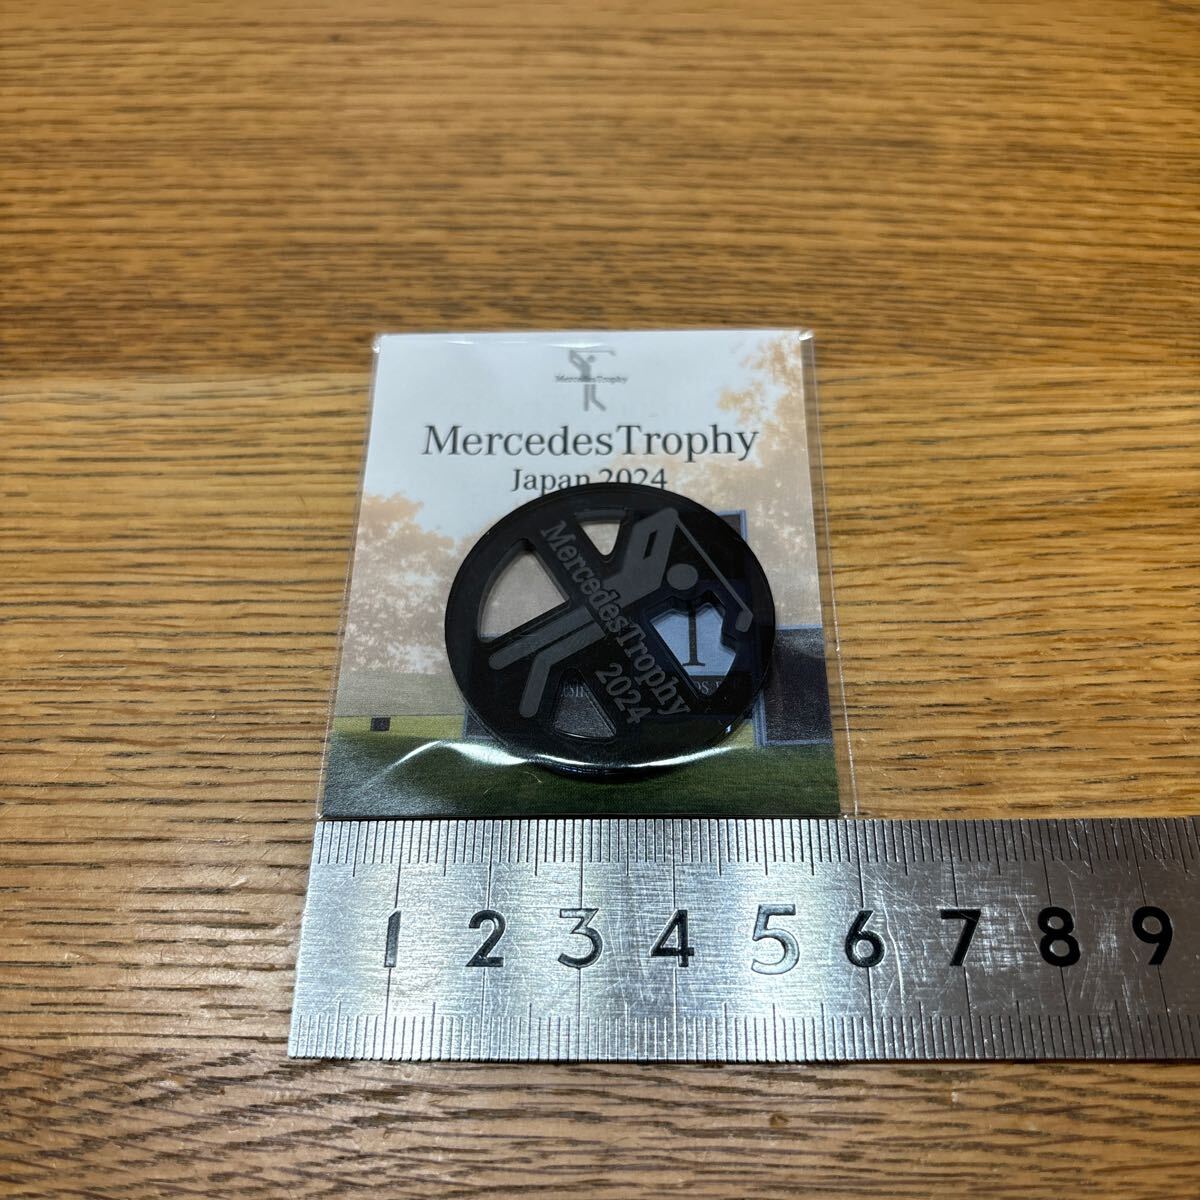 MercedesTrophy
MercedesTrophy
Japan 2024
MercedesTrophy
2024
1 2 3 4 5 6 7 8 9